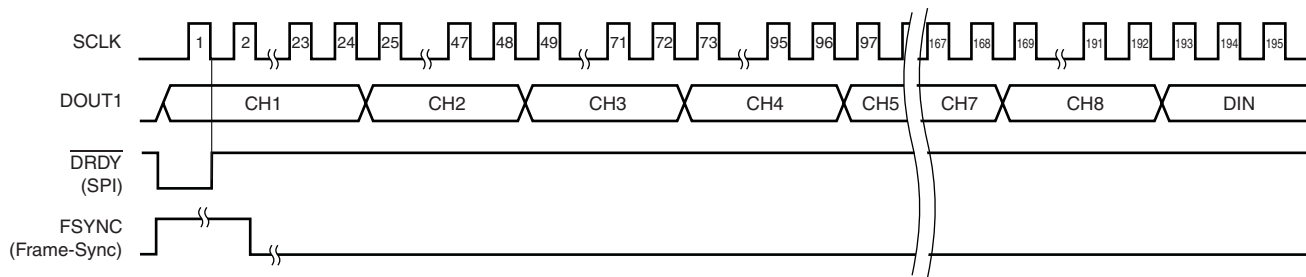 SCLK 1 2 23 24 25 47 48 49 71 72 73 95 96 97 167 168 169 191 192 193 194 195
DOUT1 CH1 CH2 CH3 CH4 CH5 CH7 CH8 DIN
DRDY
(SPI)
FSYNC
(Frame-Sync)